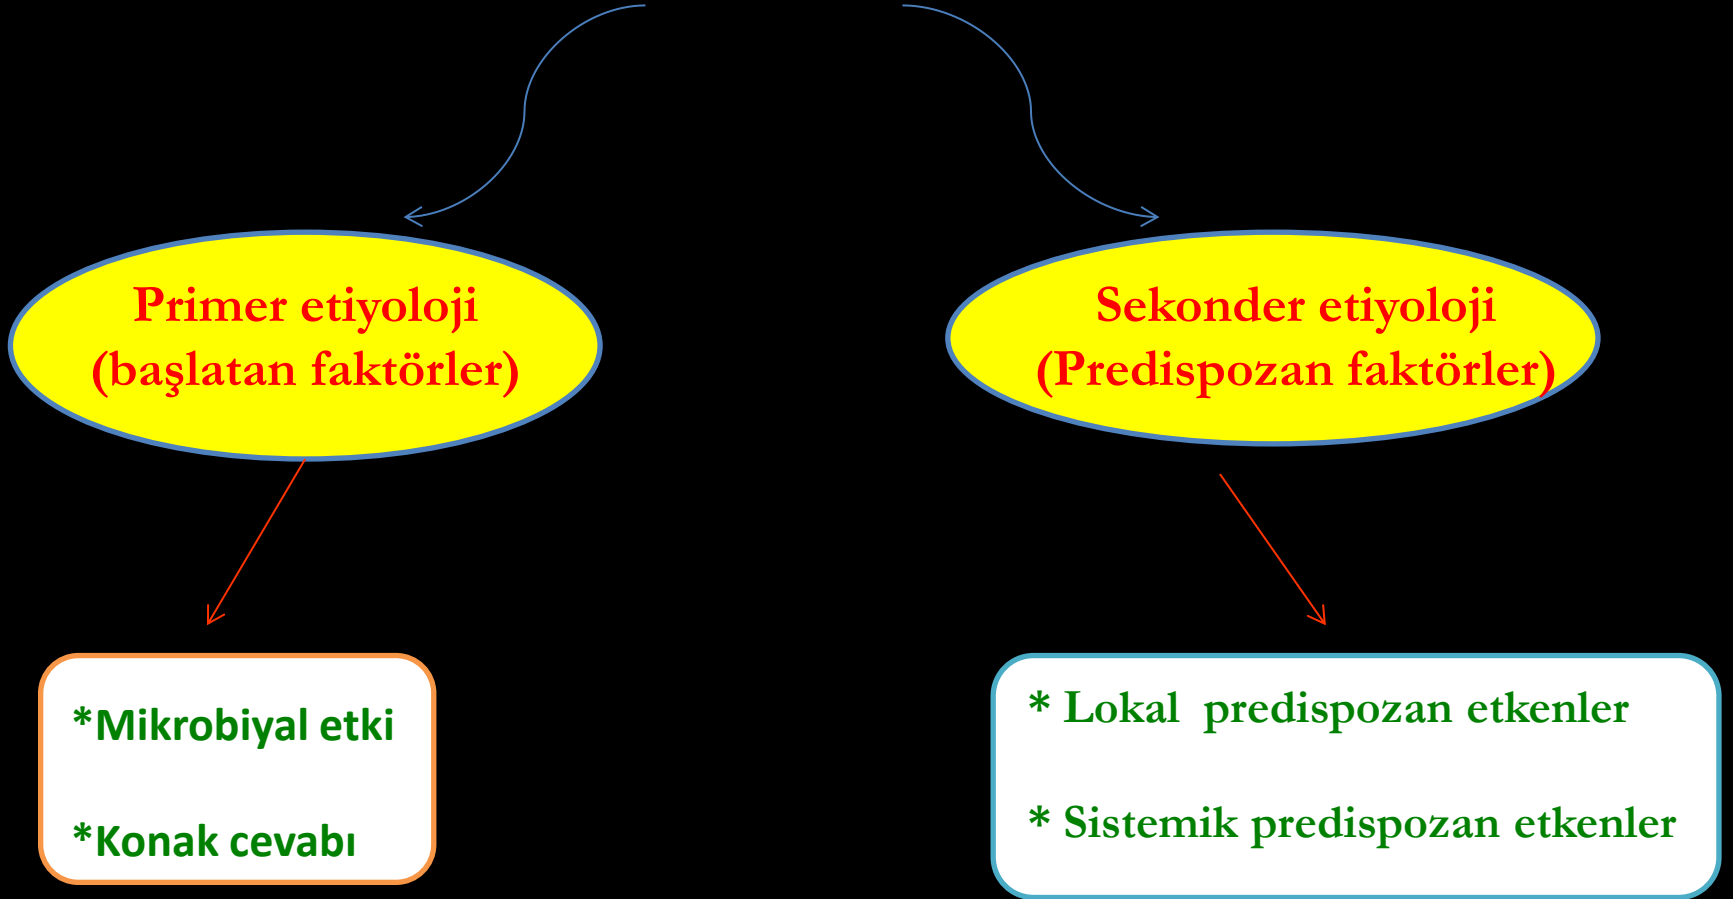 Primer etiyoloji
(başlatan faktörler)
Sekonder etiyoloji
(Predispozan faktörler)
*Mikrobiyal etki
*Konak cevabı
* Lokal predispozan etkenler
* Sistemik predispozan etkenler